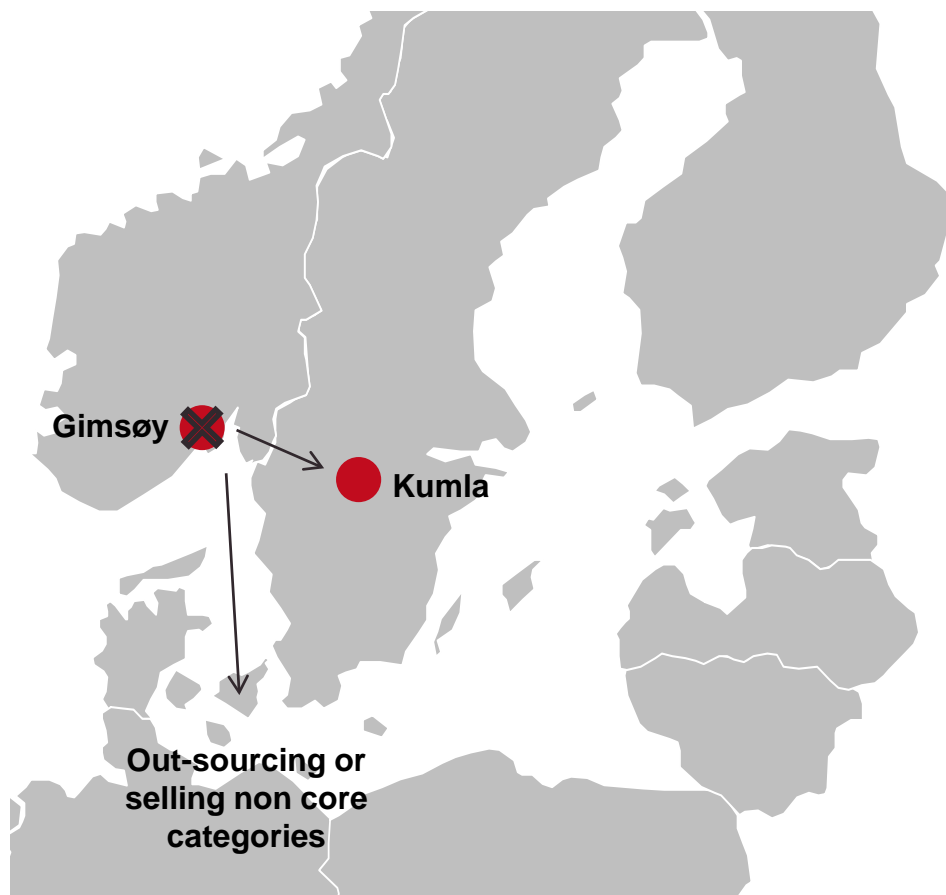 Gimsøy
Kumla
Out-sourcing or
selling non core
categories